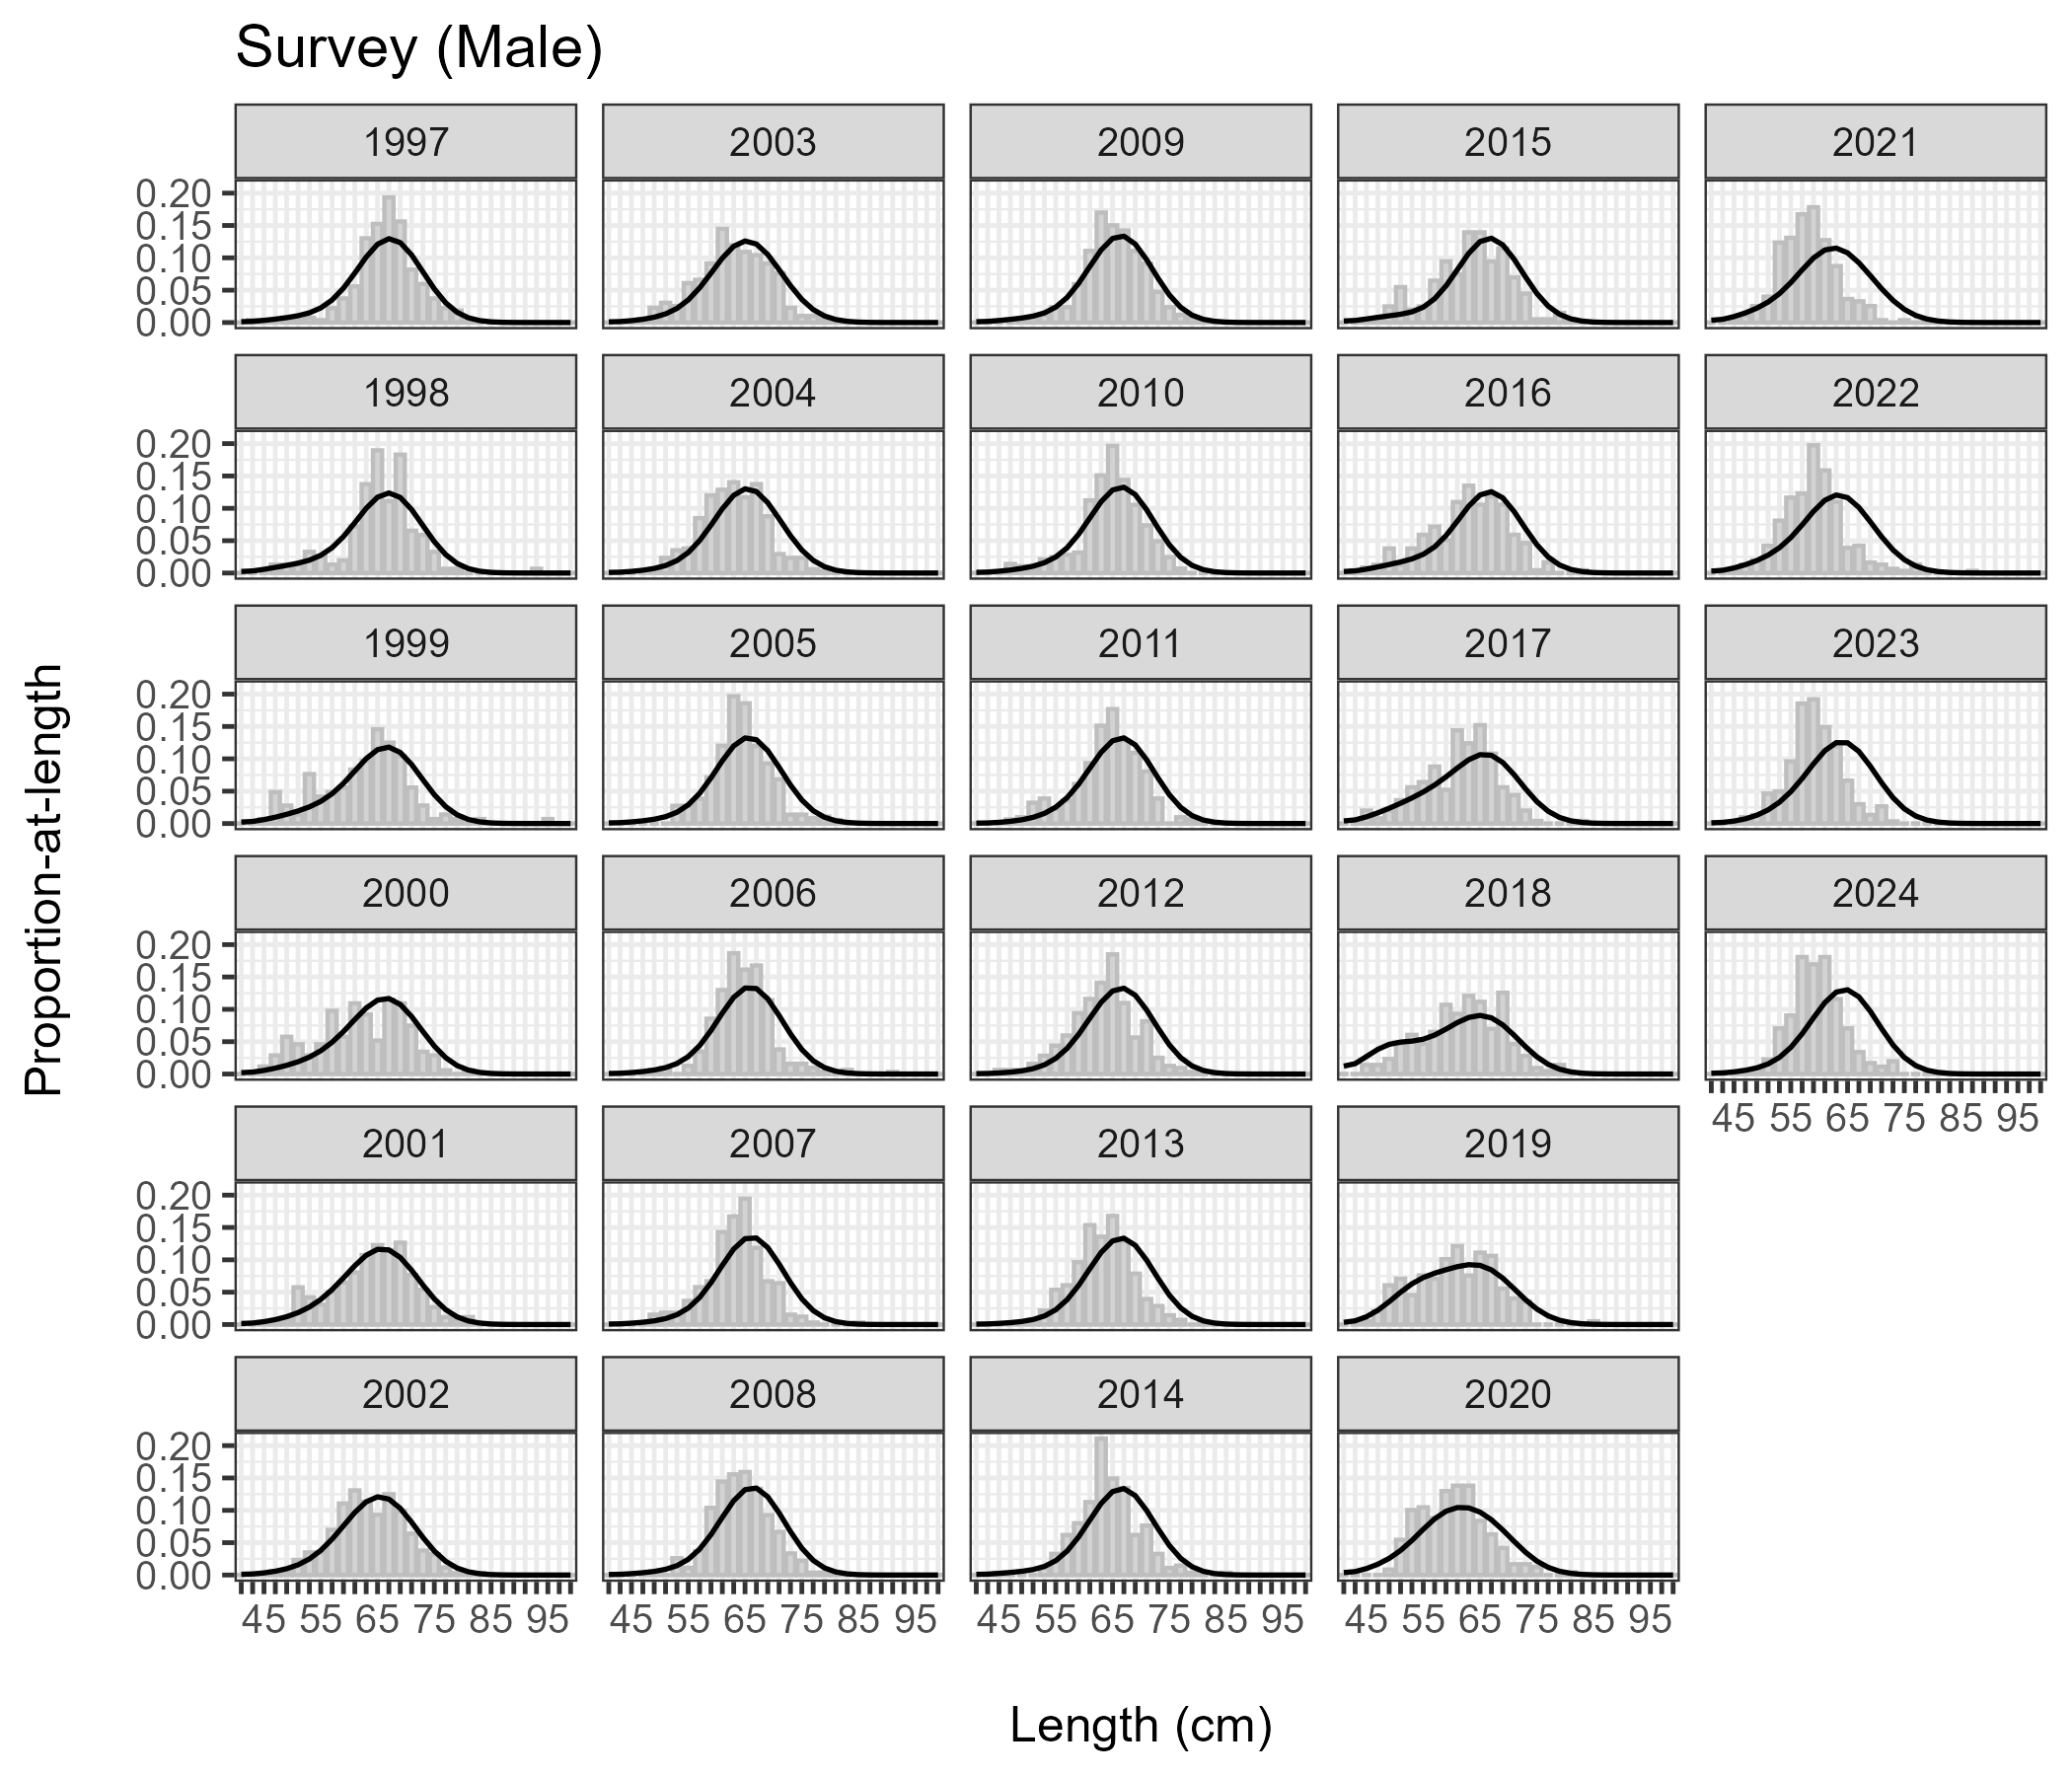 Survey (Male)
1997 2003 2009 2015 2021
0.20
0.15
0.10
0.05
0.00
1998 2004 2010 2016 2022
0.20
0.15
0.10
0.05
0.00
1999 2005 2011 2017 2023
0.20
0.15
0.10
0.05
0.00
2000 2006 2012 2018 2024
0.20
0.15
0.10
0.05
0.00
45 55 65 75 85 95
2001 2007 2013 2019
0.20
0.15
0.10
0.05
0.00
2002 2008 2014 2020
0.20
0.15
0.10
0.05
0.00
45 55 65 75 85 95 45 55 65 75 85 95 45 55 65 75 85 95 45 55 65 75 85 95
Proportion-at-length
Length (cm)